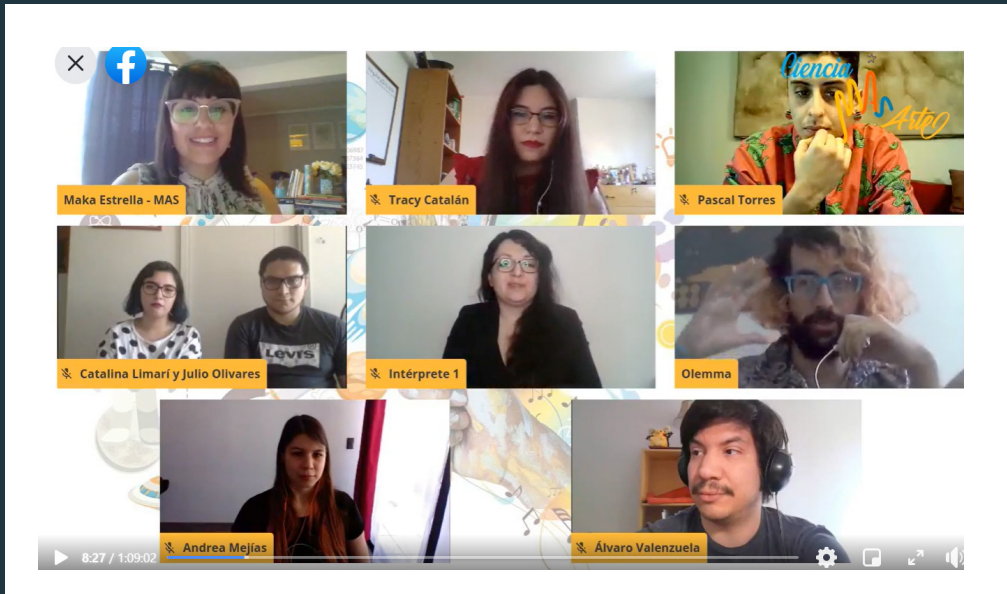 Ciencia
Arte
Maka Estrella - MAS
Tracy Catalán
Pascal Torres
Catalina Limarí y Julio Olivares
Levi's
Intérprete 1
Olemma
Andrea Mejías
Álvaro Valenzuela
8:27 / 1:09:02